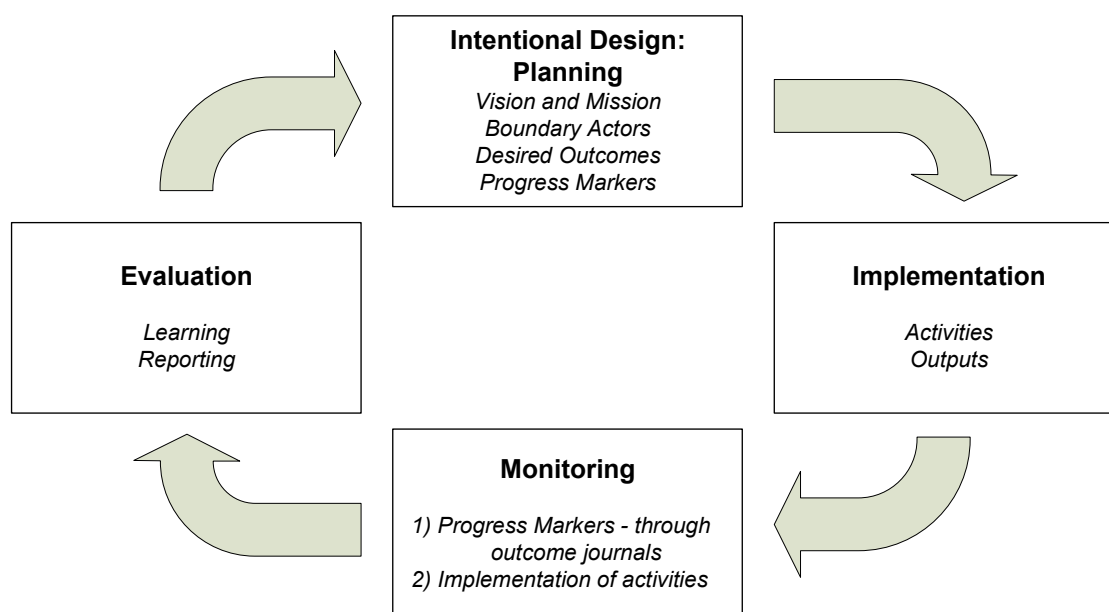 Intentional Design:
Planning
Vision and Mission
Boundary Actors
Desired Outcomes
Progress Markers
Evaluation
Learning
Reporting
Implementation
Activities
Outputs
Monitoring
1) Progress Markers - through
outcome journals
2) Implementation of activities